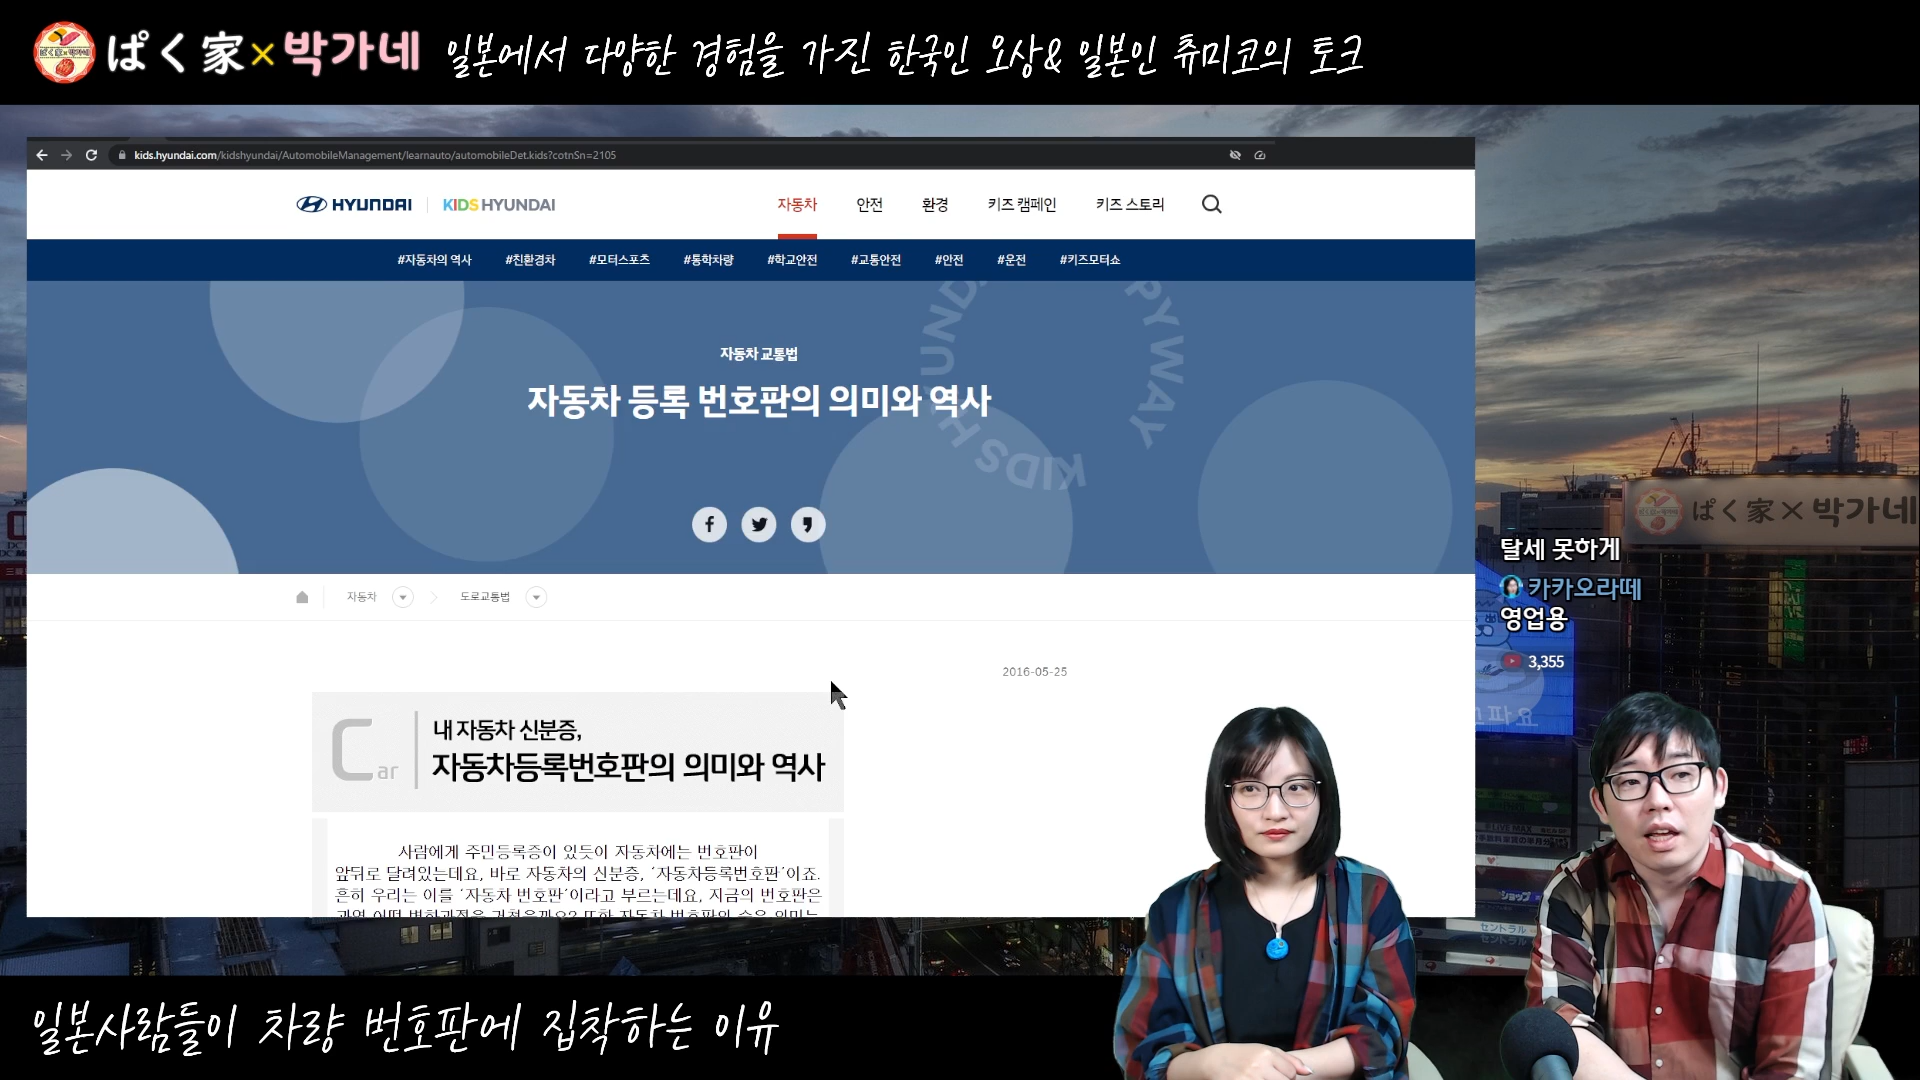 ぱく家×박가네 일본에서 다양한 경험을 가진 한국인 오상& 일본인 츄미코의 토크
kids.hyundai.com/kidshyundai/AutomobileManagement/learnauto/automobileDet.kids?cotnSn=2105
HYUNDAI KIDS HYUNDAI 자동차 안전 환경 키즈 캠페인 키즈 스토리
#자동차의 역사 #친환경차 #모터스포츠 #통학차량 #학교안전 #교통안전 #안전 #운전 #키즈모터쇼
자동차 교통법
자동차 등록 번호판의 의미와 역사
자동차 도로교통법
2016-05-25
Car
내 자동차 신분증,
자동차등록번호판의 의미와 역사
사람에게 주민등록증이 있듯이 자동차에는 번호판이
앞뒤로 달려있는데요, 바로 자동차의 신분증, ‘자동차등록번호판’이죠.
흔히 우리는 이를 ‘자동차 번호판’이라고 부르는데요, 지금의 번호판은
ぱく家×박가네
탈세 못하게
카카오라떼
영업용
3,355
セントラル
セントラル
일본사람들이 차량 번호판에 집착하는 이유